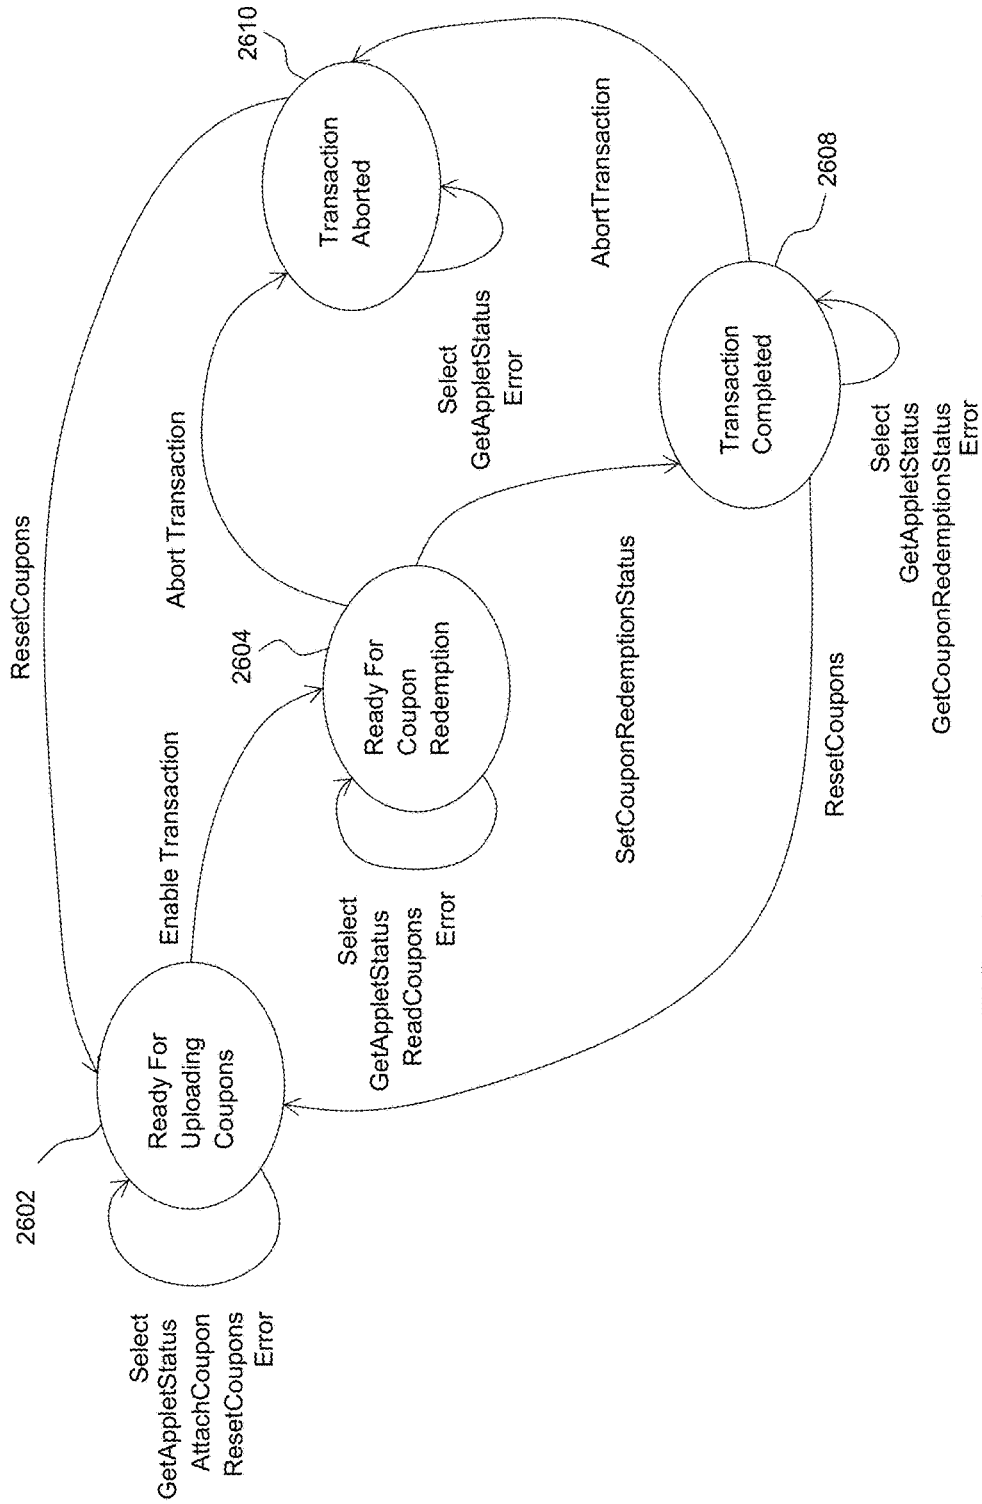 2602
Ready For
Uploading
Coupons
Select
GetAppletStatus
AttachCoupon
ResetCoupons
Error
ResetCoupons
Enable Transaction
2604
Ready For
Coupon
Redemption
Select
GetAppletStatus
ReadCoupons
Error
Abort Transaction
2610
Transaction
Aborted
Select
GetAppletStatus
Error
SetCouponRedemptionStatus
AbortTransaction
2608
Transaction
Completed
Select
GetAppletStatus
GetCouponRedemptionStatus
Error
ResetCoupons